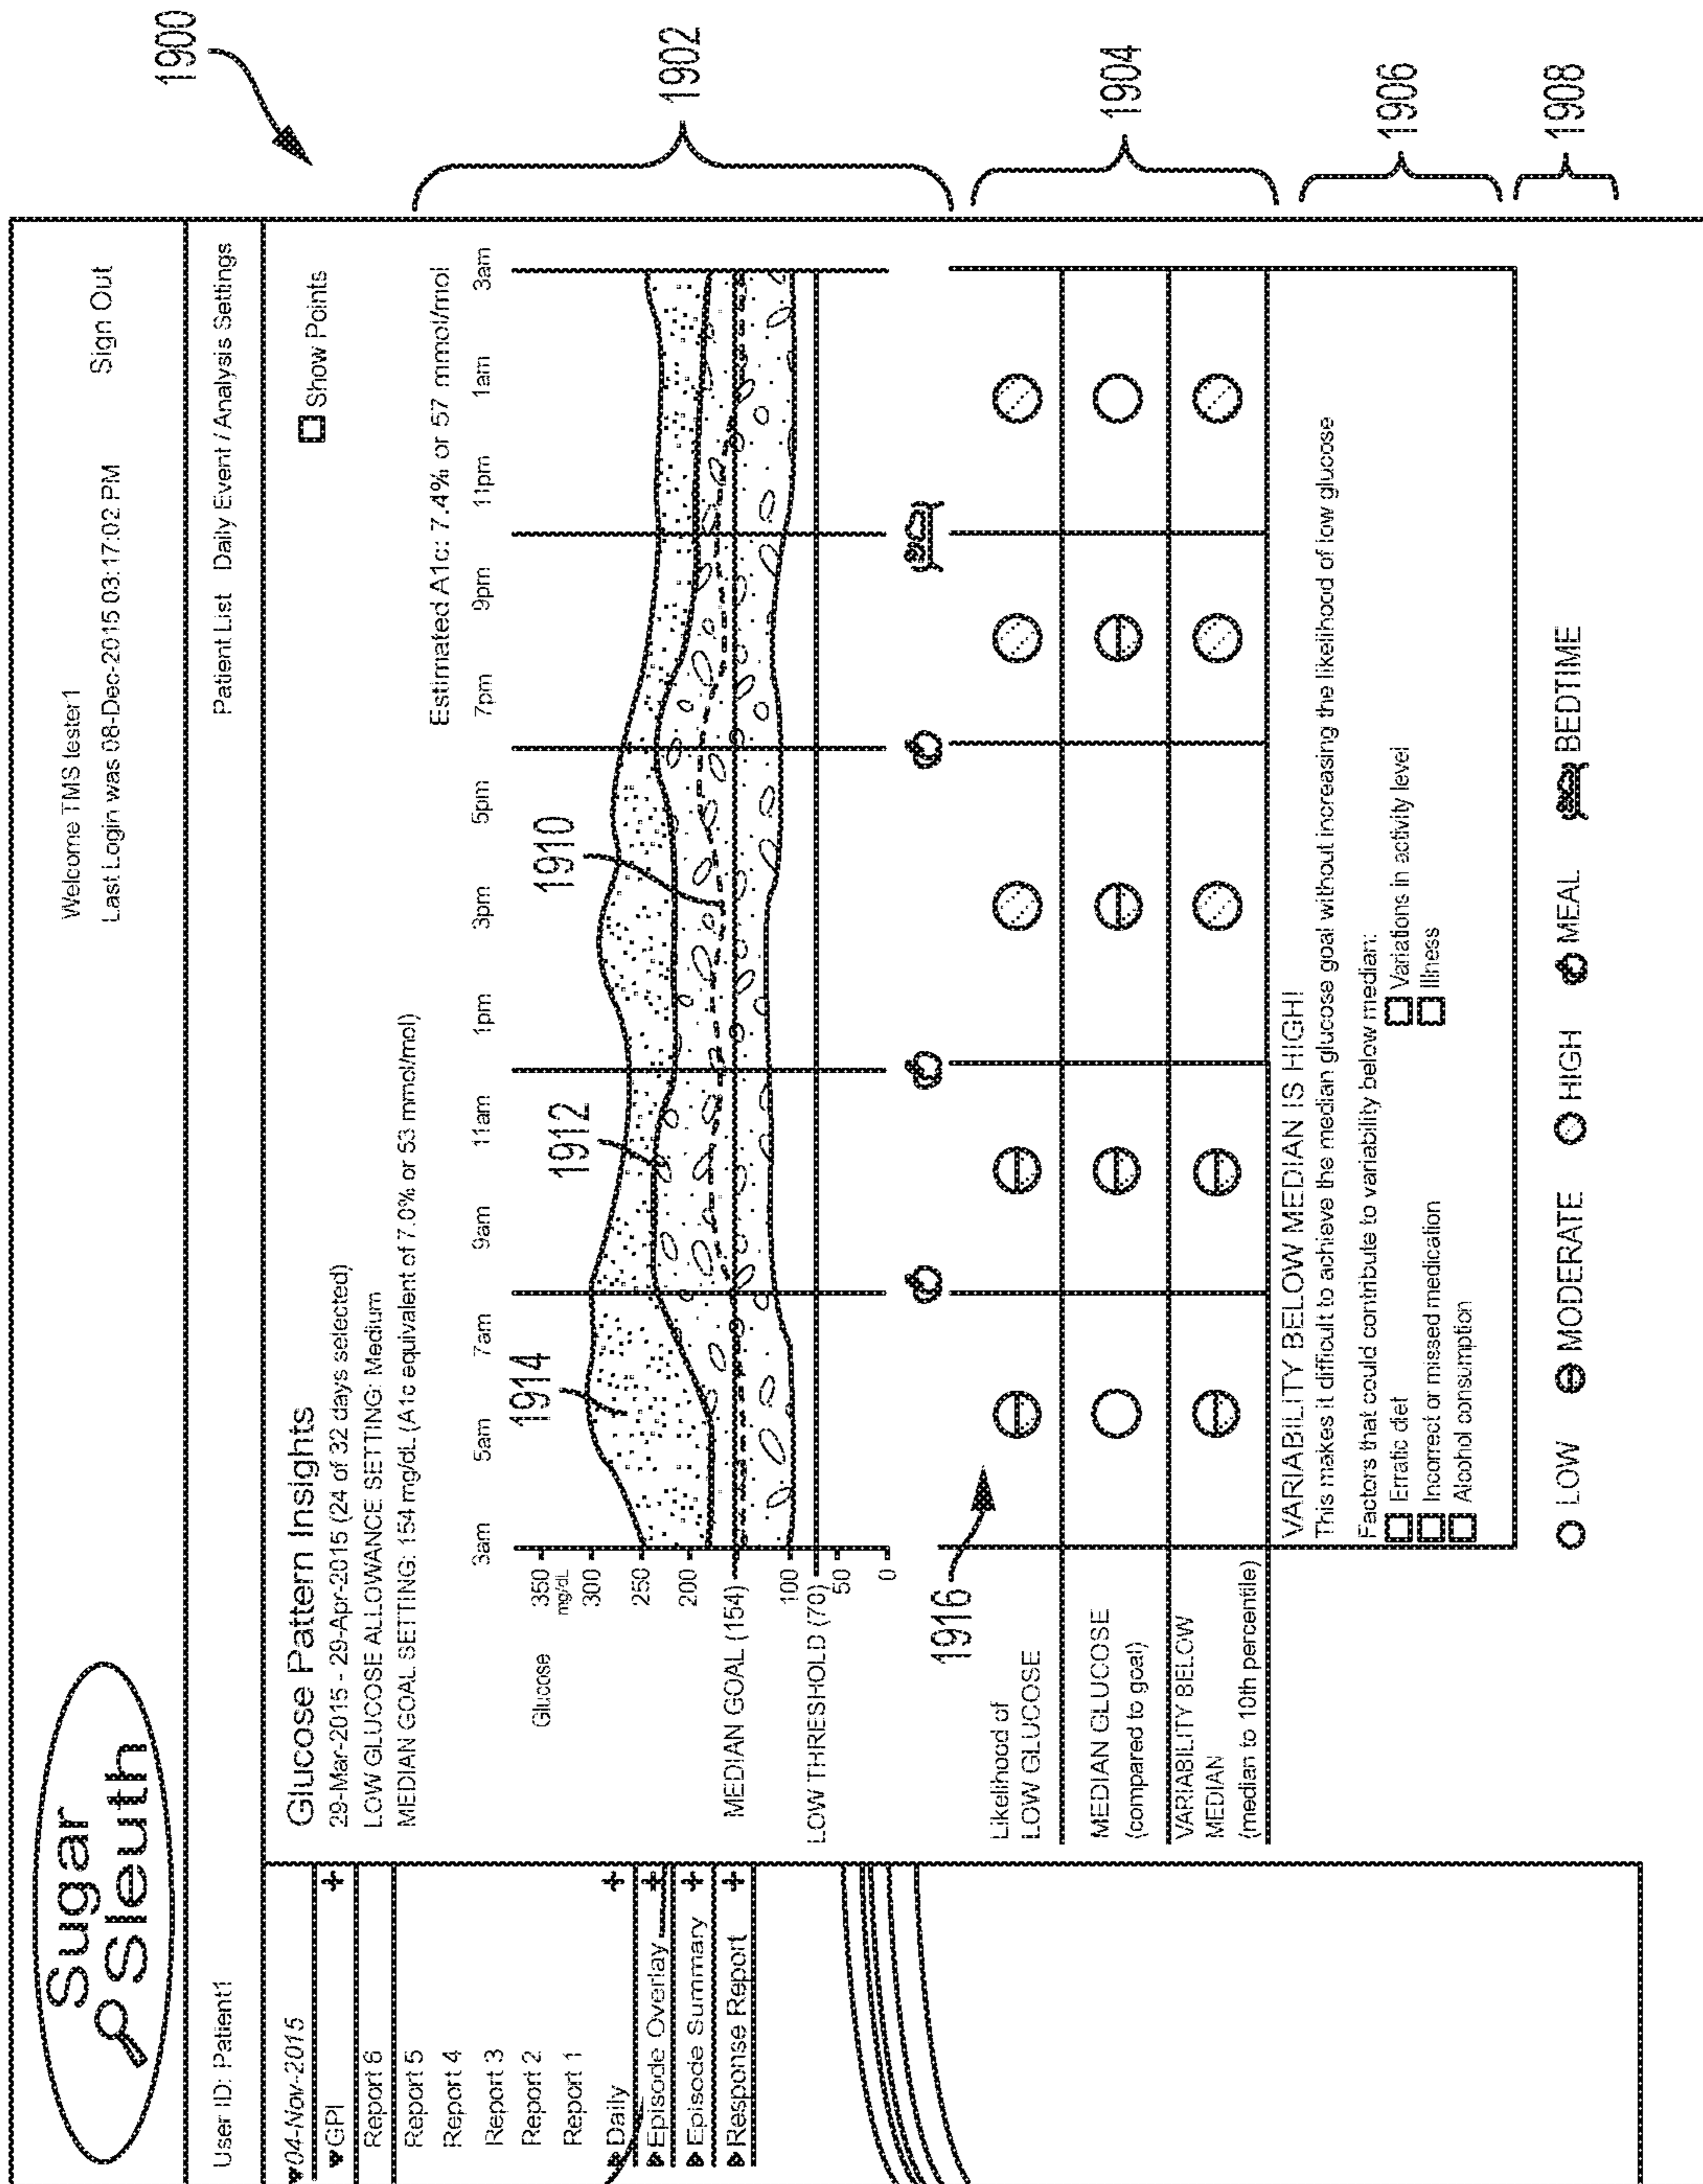 Sugar
Sleuth
Welcome TMS tester1
Last Login was 08-Dec-2015 03:17:02 PM
Sign Out
User ID: Patient1
Patient List Daily Event / Analysis Settings
04-Nov-2015
GPI
Report 6
Report 5
Report 4
Report 3
Report 2
Report 1
Daily
Episode Overlay
Episode Summary
Response Report
Glucose Pattern Insights
29-Mar-2015 - 29-Apr-2015 (24 of 32 days selected)
LOW GLUCOSE ALLOWANCE SETTING: Medium
MEDIAN GOAL SETTING: 154 mg/dL (A1c equivalent of 7.0% or 53 mmol/mol)
Show Points
Estimated A1c: 7.4% or 57 mmol/mol
3am 5am 7am 9am 11am 1pm 3pm 5pm 7pm 9pm 11pm 1am 3am
Glucose
350
mg/dL
300
250
200
MEDIAN GOAL (154)
100
LOW THRESHOLD (70)
50
0
1914
1912
1910
1916
Likelihood of
LOW GLUCOSE
MEDIAN GLUCOSE
(compared to goal)
VARIABILITY BELOW
MEDIAN
(median to 10th percentile)
VARIABILITY BELOW MEDIAN IS HIGH!
This makes it difficult to achieve the median glucose goal without increasing the likelihood of low glucose
Factors that could contribute to variability below median:
Erratic diet
Variations in activity level
Incorrect or missed medication
Illness
Alcohol consumption
LOW MODERATE HIGH MEAL BEDTIME
1900
1902
1904
1906
1908